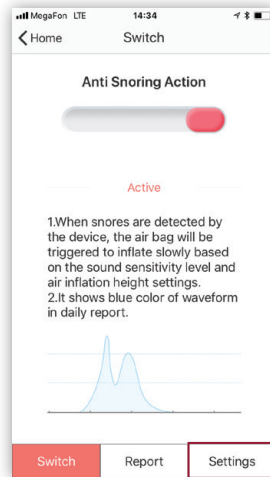 MegaFon LTE 14:34
Home Switch
Anti Snoring Action
Active
1.When snores are detected by
the device, the air bag will be
triggered to inflate slowly based
on the sound sensitivity level and
air inflation height settings.
2.It shows blue color of waveform
in daily report.
Switch Report Settings